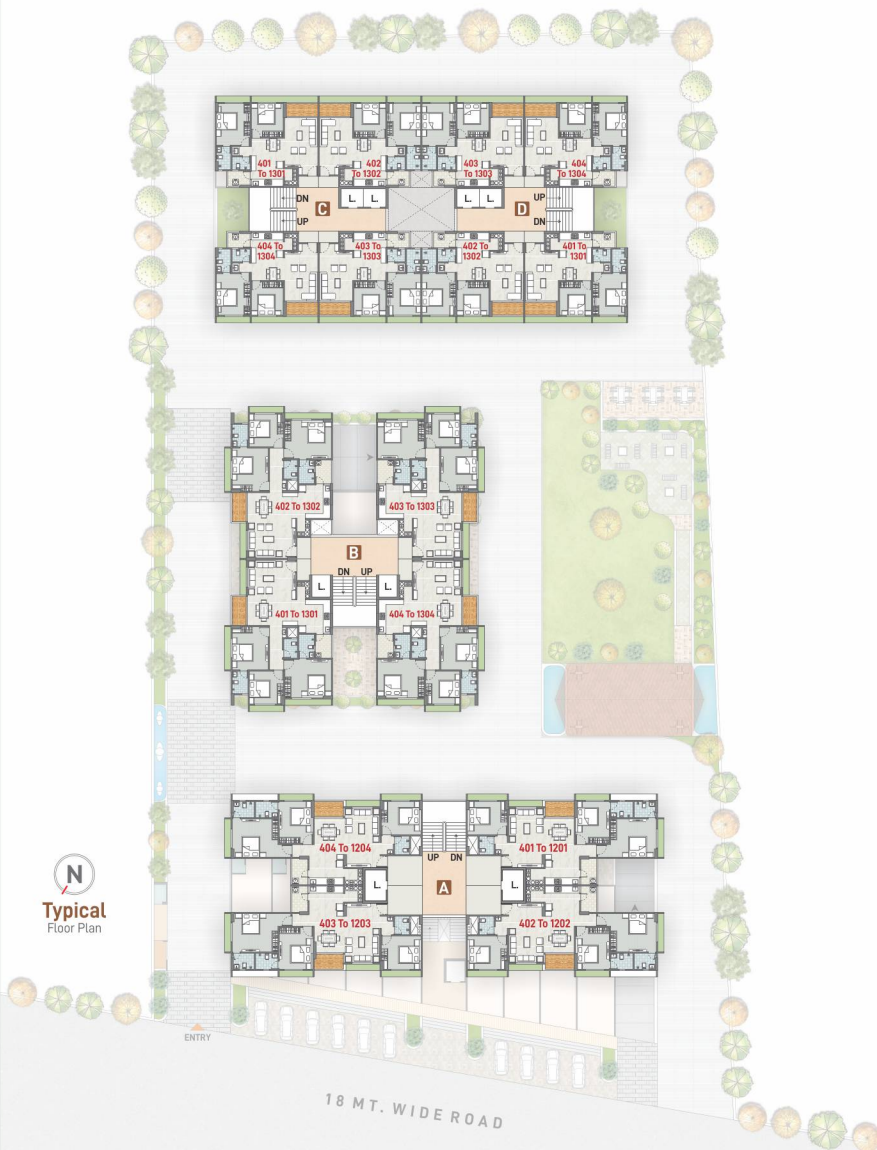 401
To 1301
402
To 1302
403
To 1303
404
To 1304
DN
L.
L.
L.
L.
UP
C
D
UP
DN
404 To
1304
403 To
1303
402 To
1302
401 To
1301
402 To 1302
403 To 1303
B
DN UP
L.
L.
401 To 1301
404 To 1304
404 To 1204
401 To 1201
UP DN
L.
A
L.
403 To 1203
402 To 1202
N
Typical
Floor Plan
ENTRY
18 MT. WIDE ROAD